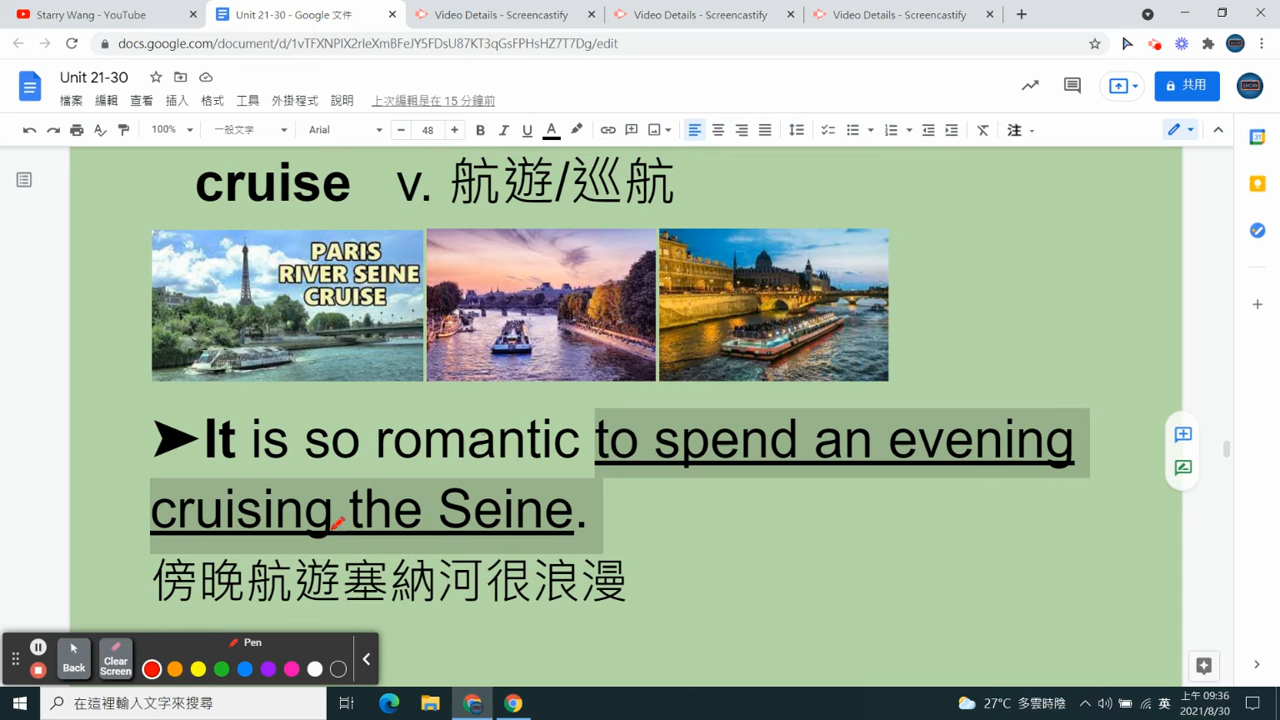 Starry Wang - YouTube
Unit 21-30 - Google 文件
Video Details - Screencastify
Video Details - Screencastify
Video Details - Screencastify
docs.google.com/document/d/1vTFXNPIX2rleXmBFeJY5FDsU87KT3qGsFPHsHZ7T7Dg/edit
Unit 21-30
檔案 編輯 查看 插入 格式 工具 外掛程式 說明 上次編輯是在 15 分鐘前
共用
100% 一般文字 Arial 48 B I U A 注
cruise v. 航遊/巡航
PARIS
RIVER SEINE
CRUISE
➤It is so romantic to spend an evening
cruising the Seine.
傍晚航遊塞納河很浪漫
Pen
Back
Clear
Screen
在這裡輸入文字來搜尋
27°C 多雲時陰
英
上午 09:36
2021/8/30